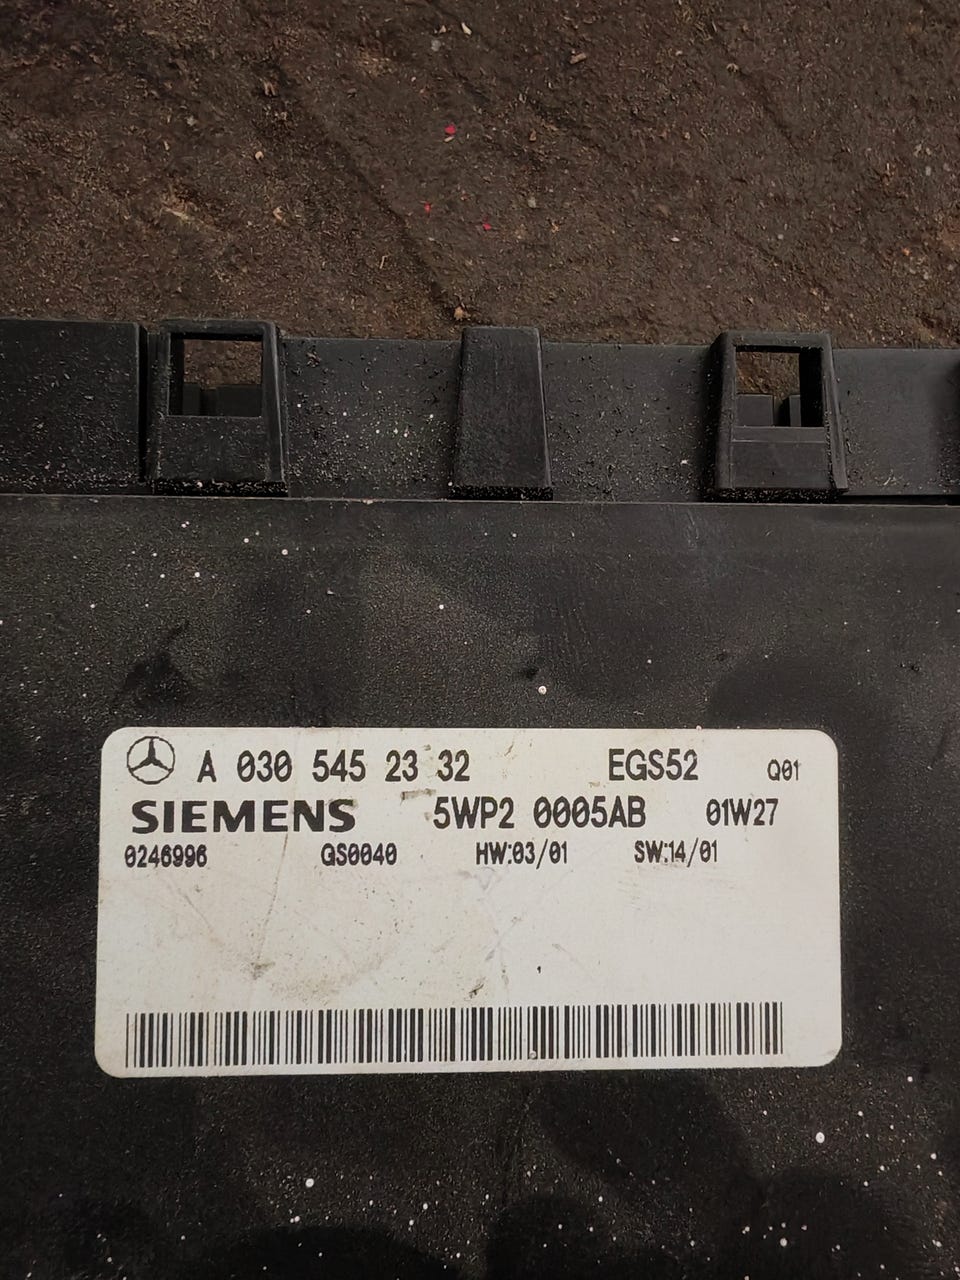 A 030 545 23 32 EGS52 Q01
SIEMENS 5WP2 0005AB 01W27
0246996 GS0040 HW:03/01 SW:14/01